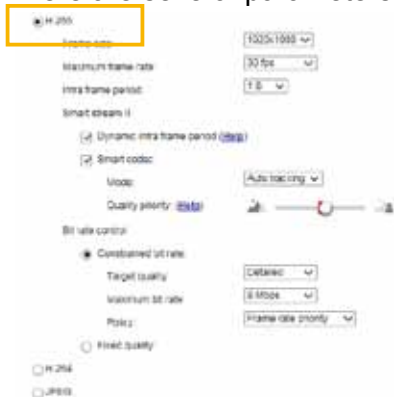 H.265
Frame size: 1920x1080
Maximum frame rate: 30 fps
Intra frame period: 1 S
Smart stream II
Dynamic intra frame period (Help)
Smart codec
Mode: Auto tracking
Quality priority: (Help)
Bit rate control
Constrained bit rate:
Target quality: Detailed
Maximum bit rate: Mbps
Policy: Frame rate priority
Fixed quality
H.264
JPEG